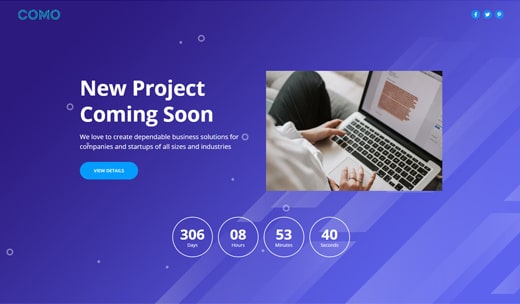 COMO
New Project
Coming Soon
We love to create dependable business solutions for
companies and startups of all sizes and industries
VIEW DETAILS
306
Days
08
Hours
53
Minutes
40
Seconds